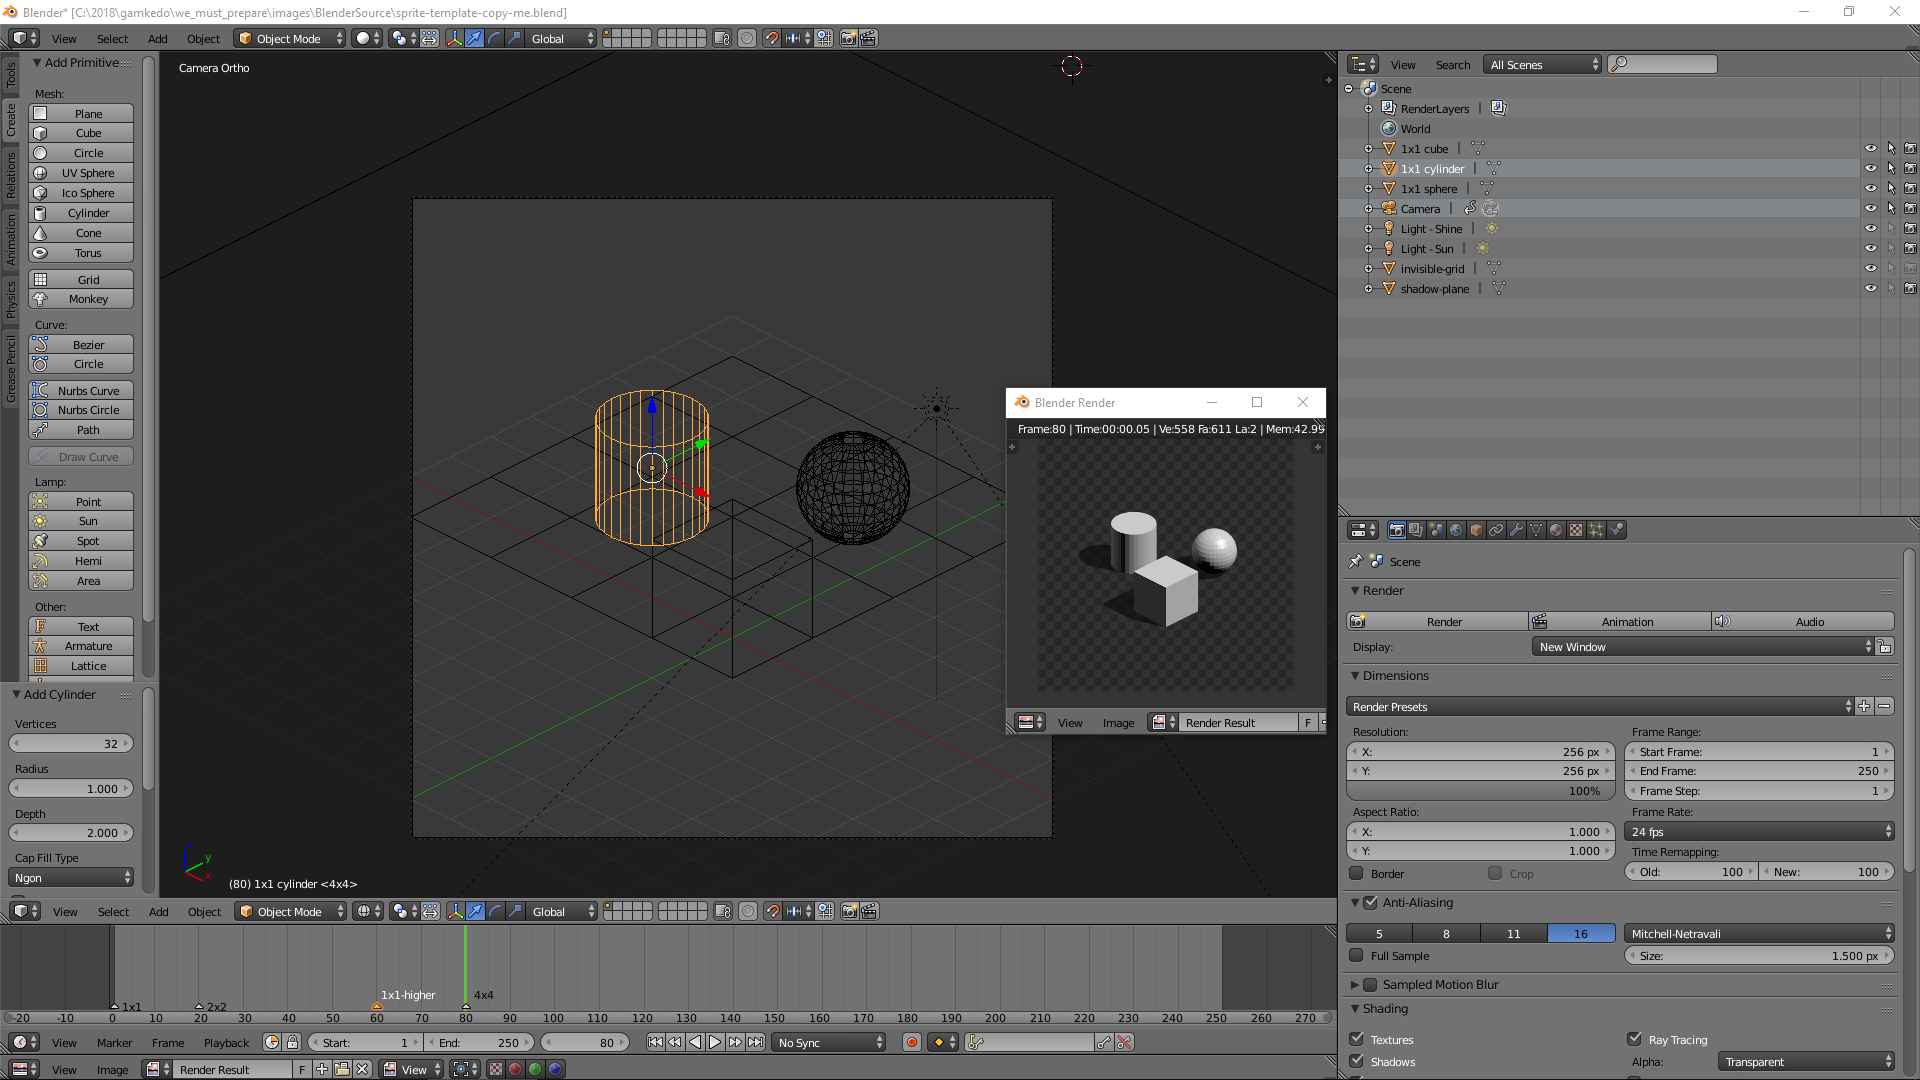 Blender* [C:\2018\gamkedo\we_must_prepare\images\BlenderSource\sprite-template-copy-me.blend]
View Select Add Object Object Mode Global
Tools
Create
Relations
Animation
Physics
Grease Pencil
Add Primitive
Mesh:
Plane
Cube
Circle
UV Sphere
Ico Sphere
Cylinder
Cone
Torus
Grid
Monkey
Curve:
Bezier
Circle
Nurbs Curve
Nurbs Circle
Path
Draw Curve
Lamp:
Point
Sun
Spot
Hemi
Area
Other:
Text
Armature
Lattice
Add Cylinder
Vertices
32
Radius
1.000
Depth
2.000
Cap Fill Type
Ngon
Camera Ortho
y
x
(80) 1x1 cylinder <4x4>
Blender Render
Frame:80 | Time:00:00.05 | Ve:558 Fa:611 La:2 | Mem:42.99
View Image Render Result F
View Search All Scenes
Scene
RenderLayers
World
1x1 cube
1x1 cylinder
1x1 sphere
Camera
Light - Shine
Light - Sun
invisible-grid
shadow-plane
Scene
Render
Render Animation Audio
Display: New Window
Dimensions
Render Presets
Resolution: Frame Range:
X: 256 px Start Frame: 1
Y: 256 px End Frame: 250
100% Frame Step: 1
Aspect Ratio: Frame Rate:
X: 1.000 24 fps
Y: 1.000 Time Remapping:
Border Crop Old: 100 New: 100
Anti-Aliasing
5 8 11 16 Mitchell-Netravali
Full Sample Size: 1.500 px
Sampled Motion Blur
Shading
Textures Ray Tracing
Shadows Alpha: Transparent
View Select Add Object Object Mode Global
1x1 2x2 1x1-higher 4x4
-20 -10 0 10 20 30 40 50 60 70 80 90 100 110 120 130 140 150 160 170 180 190 200 210 220 230 240 250 260 270
View Marker Frame Playback Start: 1 End: 250 80 No Sync
View Image Render Result F View